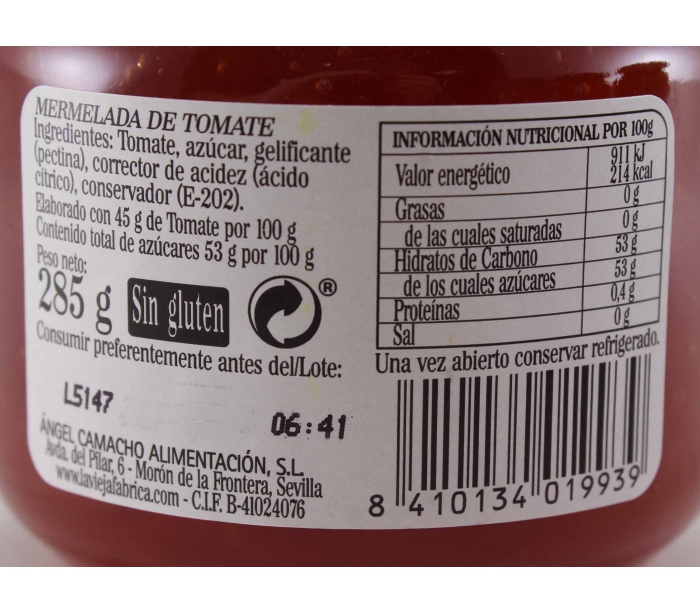 MERMELADA DE TOMATE
Ingredientes: Tomate, azúcar, gelificante
(pectina), corrector de acidez (ácido
cítrico), conservador (E-202).
Elaborado con 45 g de Tomate por 100 g
Contenido total de azúcares 53 g por 100 g
Peso neto:
285 g
Sin gluten
®
Consumir preferentemente antes del/Lote:
L5147
06:41
ÁNGEL CAMACHO ALIMENTACIÓN, S.L.
Avda. del Pilar, 6 - Morón de la Frontera, Sevilla
www.laviejafabrica.com - C.I.F. B-41024076
INFORMACIÓN NUTRICIONAL POR 100g
Valor energético 911 kJ
214 kcal
Grasas 0 g
de las cuales saturadas 0 g
Hidratos de Carbono 53 g
de los cuales azúcares 53 g
Proteínas 0,4 g
Sal 0 g
Una vez abierto conservar refrigerado.
8 410134 019939